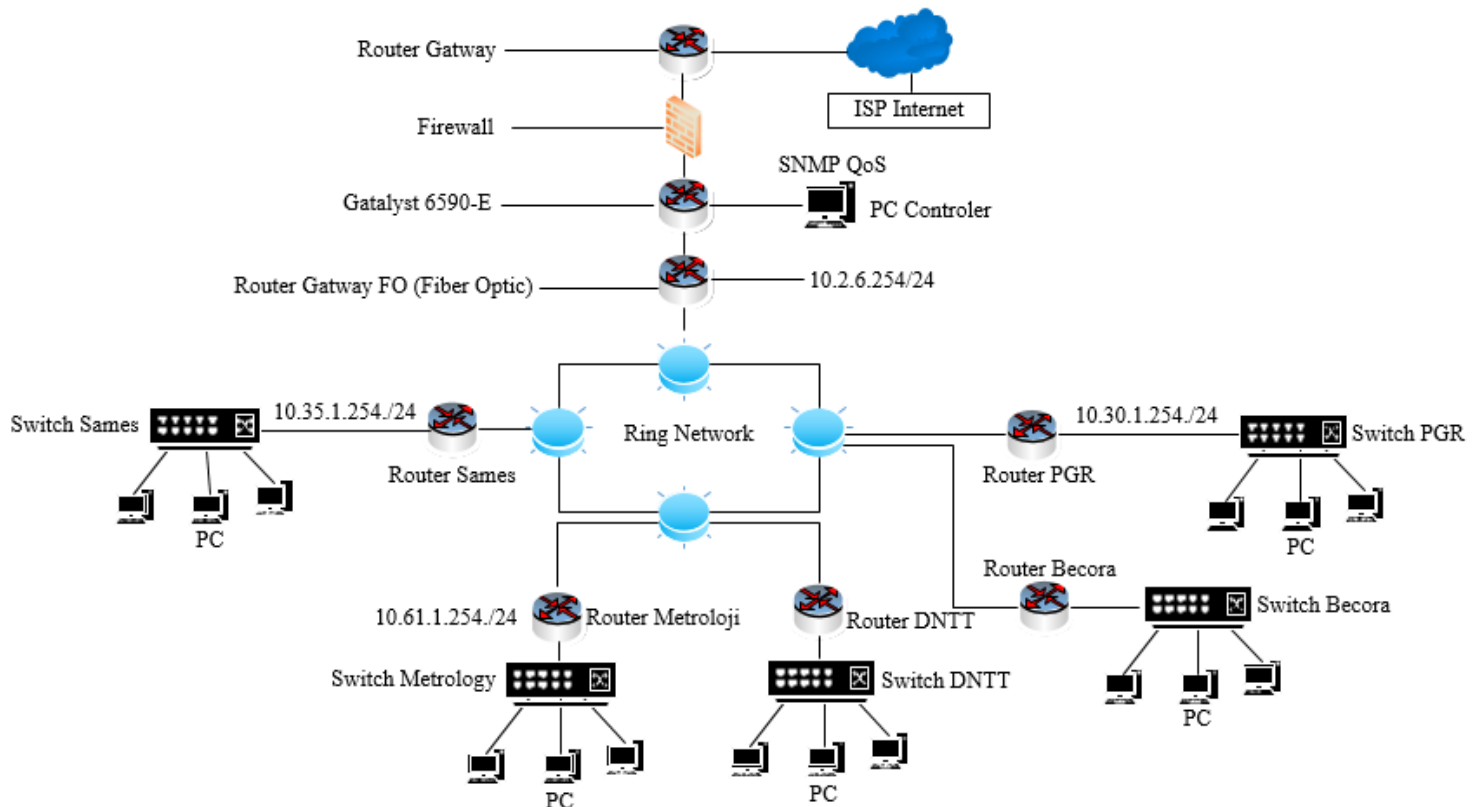 Router Gatway
ISP Internet
Firewall
SNMP QoS
Gatalyst 6590-E
PC Controler
Router Gatway FO (Fiber Optic)
10.2.6.254/24
Switch Sames
10.35.1.254./24
Router Sames
PC
Ring Network
10.30.1.254./24
Switch PGR
Router PGR
PC
Router Becora
Switch Becora
PC
10.61.1.254./24
Router Metroloji
Router DNTT
Switch Metrology
Switch DNTT
PC
PC